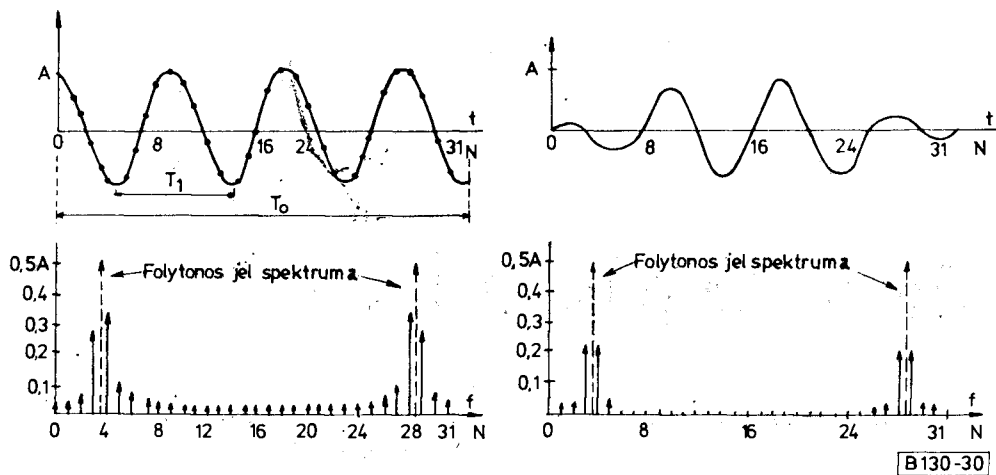 A
0
8
16
24
31
t
N
T₁
T₀
A
0
8
16
24
31
t
N
0,5A
0,4
0,3
0,2
0,1
Folytonos jel spektruma
0
4
8
12
16
20
24
28
31
f
N
0,5A
0,4
0,3
0,2
0,1
Folytonos jel spektruma
0
8
16
24
31
f
N
B130-30